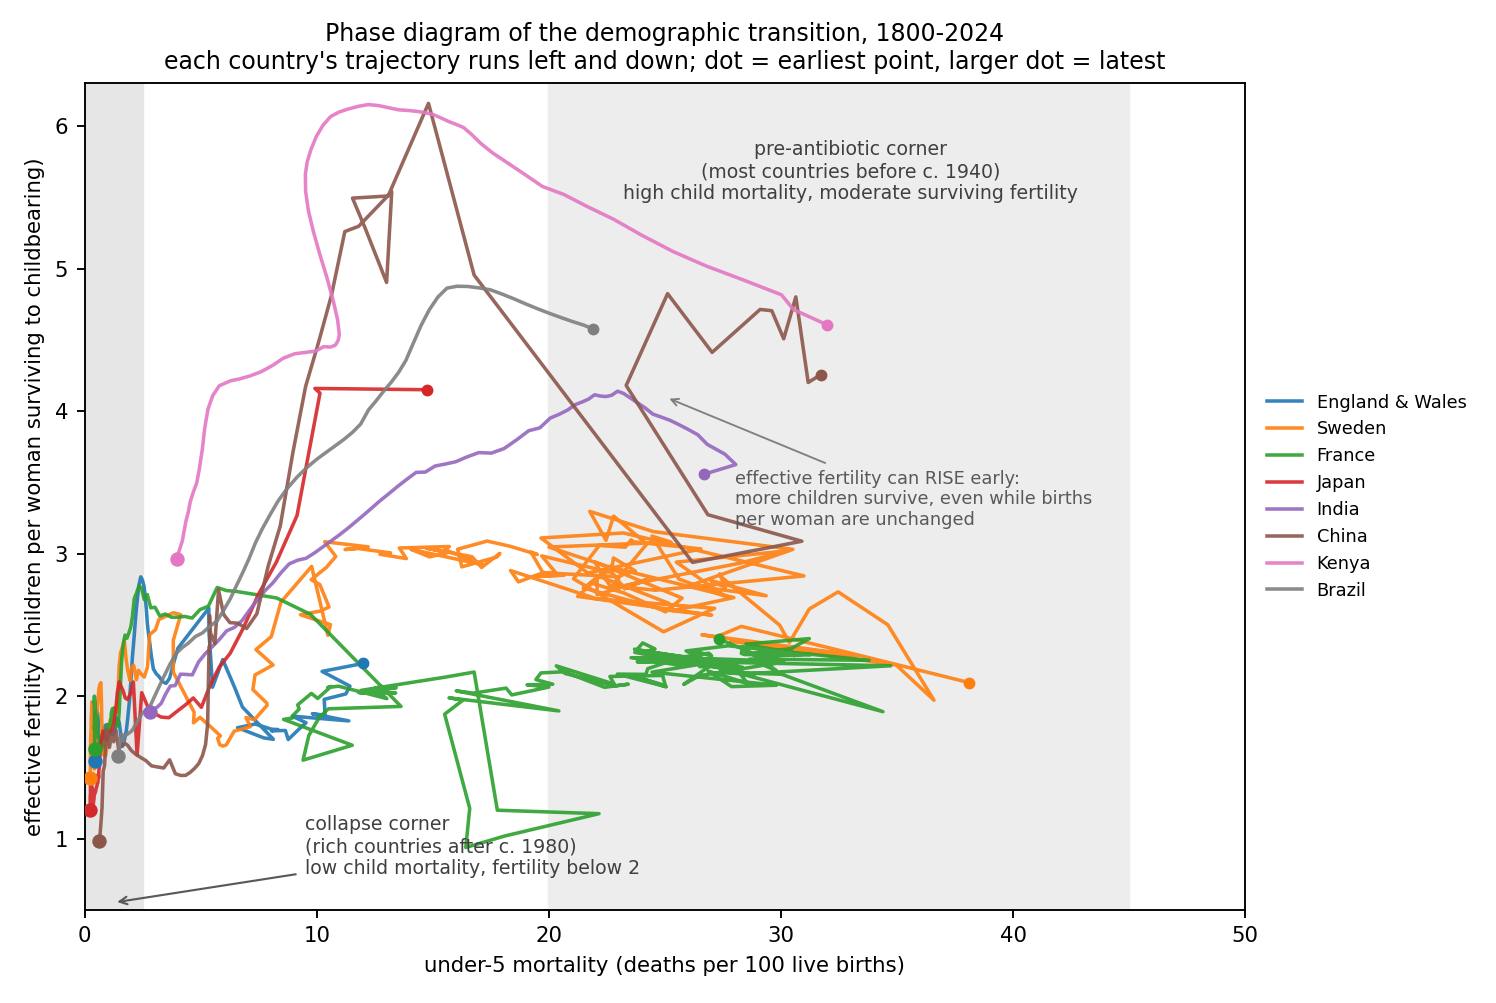 Phase diagram of the demographic transition, 1800-2024
each country's trajectory runs left and down; dot = earliest point, larger dot = latest
effective fertility (children per woman surviving to childbearing)
6
5
4
3
2
1
pre-antibiotic corner
(most countries before c. 1940)
high child mortality, moderate surviving fertility
effective fertility can RISE early:
more children survive, even while births
per woman are unchanged
collapse corner
(rich countries after c. 1980)
low child mortality, fertility below 2
England & Wales
Sweden
France
Japan
India
China
Kenya
Brazil
0 10 20 30 40 50
under-5 mortality (deaths per 100 live births)